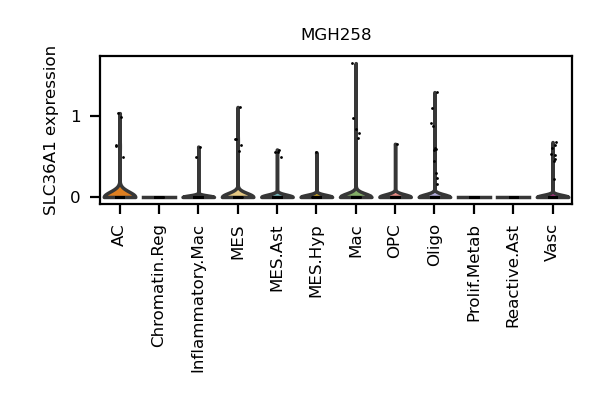 MGH258
SLC36A1 expression
1
0
AC
Chromatin.Reg
Inflammatory.Mac
MES
MES.Ast
MES.Hyp
Mac
OPC
Oligo
Prolif.Metab
Reactive.Ast
Vasc